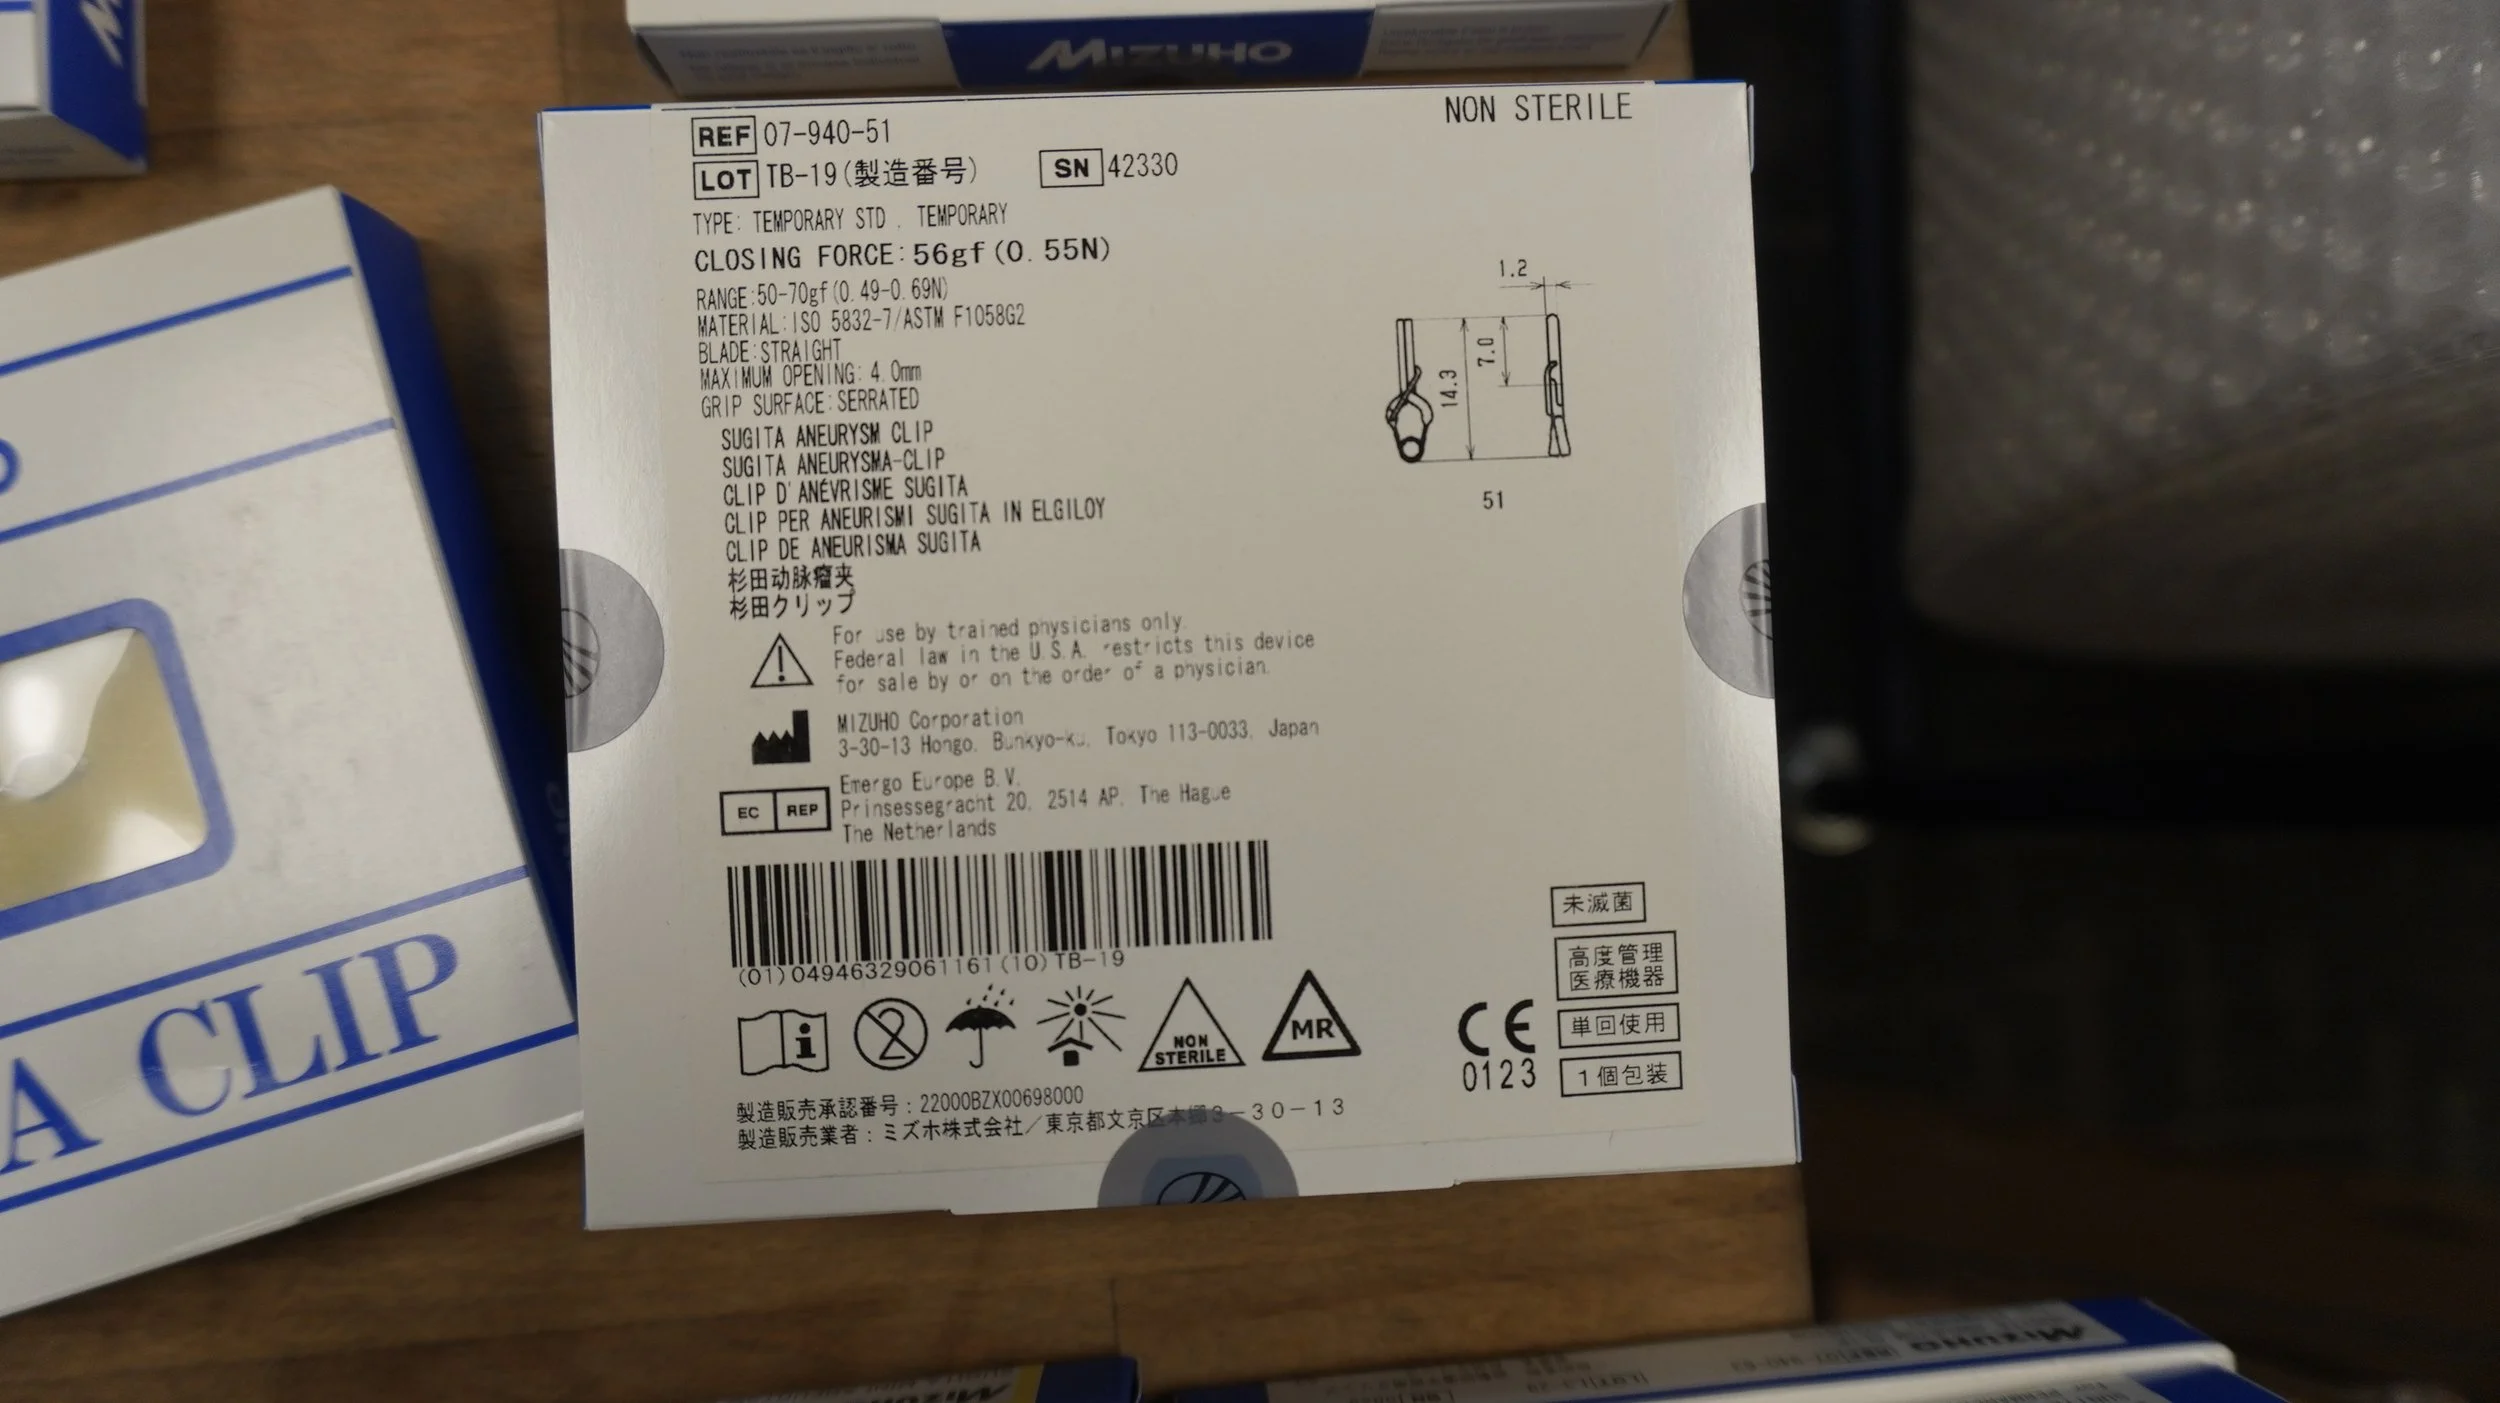 MIZUHO
NON STERILE
REF 07-940-51
LOT TB-19(製造番号) SN 42330
TYPE: TEMPORARY STD . TEMPORARY
CLOSING FORCE:56gf(0.55N)
RANGE:50-70gf(0.49-0.69N)
MATERIAL:ISO 5832-7/ASTM F1058G2
BLADE:STRAIGHT
MAXIMUM OPENING: 4.0mm
GRIP SURFACE:SERRATED
1.2
7.0
14.3
51
SUGITA ANEURYSM CLIP
SUGITA ANEURYSMA-CLIP
CLIP D'ANÉVRISME SUGITA
CLIP PER ANEURISMI SUGITA IN ELGILOY
CLIP DE ANEURISMA SUGITA
杉田动脉瘤夹
杉田クリップ
For use by trained physicians only.
Federal law in the U.S.A. restricts this device
for sale by or on the order of a physician.
MIZUHO Corporation
3-30-13 Hongo, Bunkyo-ku, Tokyo 113-0033, Japan
EC REP
Emergo Europe B.V.
Prinsessegracht 20, 2514 AP, The Hague
The Netherlands
(01)04946329061161(10)TB-19
NON
STERILE
MR
CE
0123
未滅菌
高度管理
医療機器
単回使用
1個包装
製造販売承認番号:22000BZX00698000
製造販売業者:ミズホ株式会社/東京都文京区本郷3-30-13
A CLIP
MIZUHO
MIZUHO